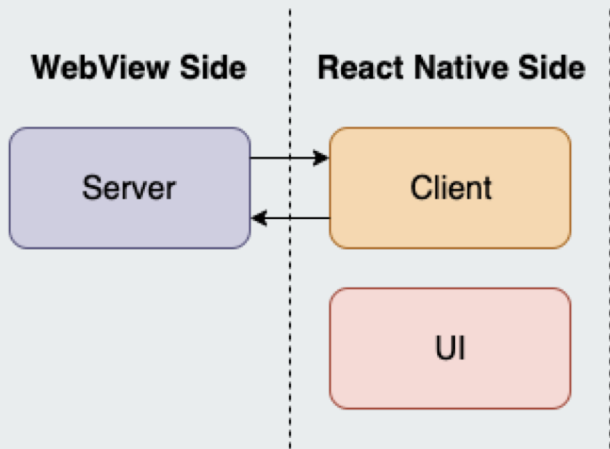 WebView Side
React Native Side
Server
Client
UI